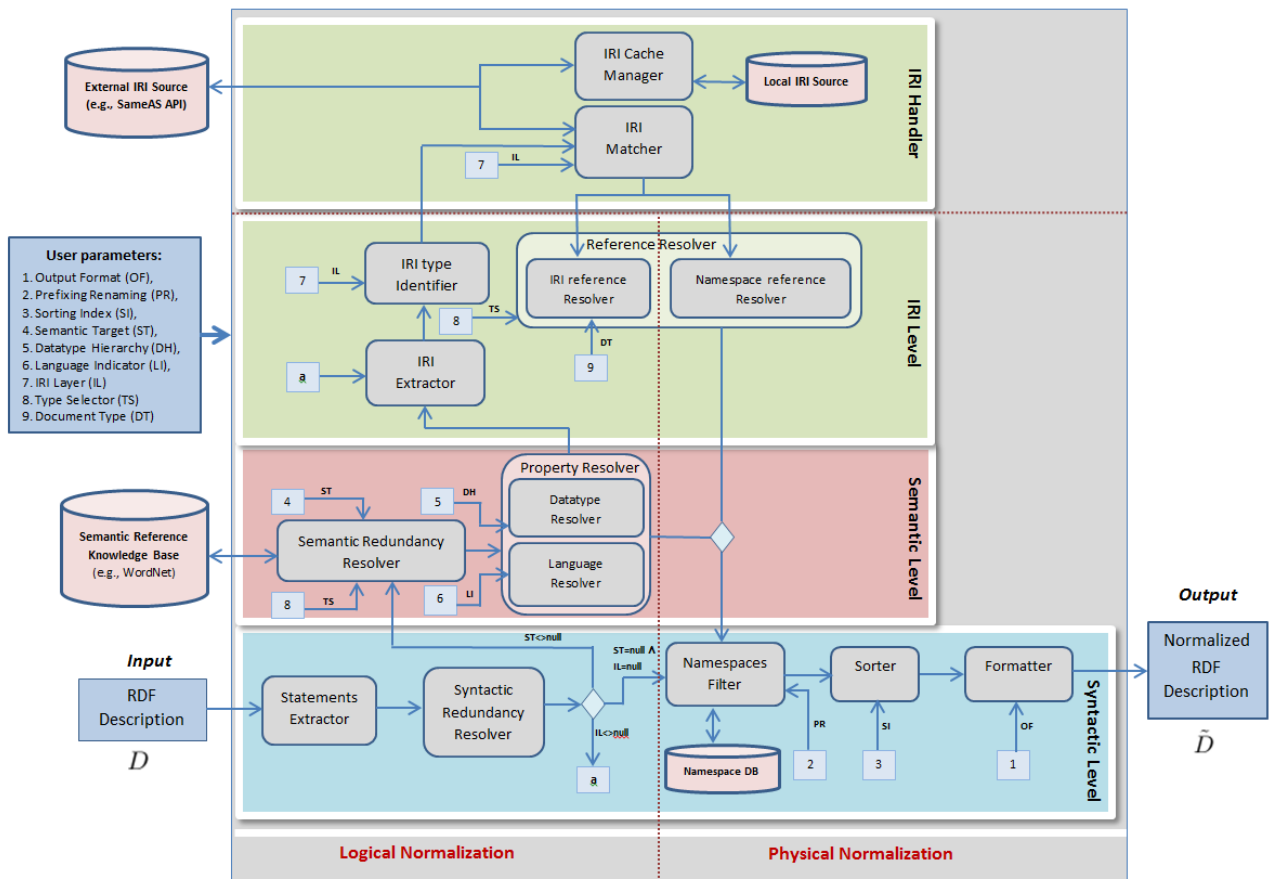 External IRI Source
(e.g., SameAS API)
IRI Cache
Manager
Local IRI Source
IRI
Matcher
7
IL
IRI Handler
User parameters:
1. Output Format (OF),
2. Prefixing Renaming (PR),
3. Sorting Index (SI),
4. Semantic Target (ST),
5. Datatype Hierarchy (DH),
6. Language Indicator (LI),
7. IRI Layer (IL)
8. Type Selector (TS)
9. Document Type (DT)
7
IL
IRI type
Identifier
Reference Resolver
IRI reference
Resolver
Namespace reference
Resolver
8
TS
DT
9
a
IRI
Extractor
IRI Level
Semantic Reference
Knowledge Base
(e.g., WordNet)
4
ST
Semantic Redundancy
Resolver
8
TS
5
DH
6
LI
Property Resolver
Datatype
Resolver
Language
Resolver
Semantic Level
Input
RDF
Description
D
Statements
Extractor
Syntactic
Redundancy
Resolver
ST<>null
ST=null Λ
IL=null
IL<>null
a
Namespaces
Filter
Namespace DB
PR
2
Sorter
SI
3
Formatter
OF
1
Syntactic Level
Output
Normalized
RDF
Description
D̃
Logical Normalization
Physical Normalization